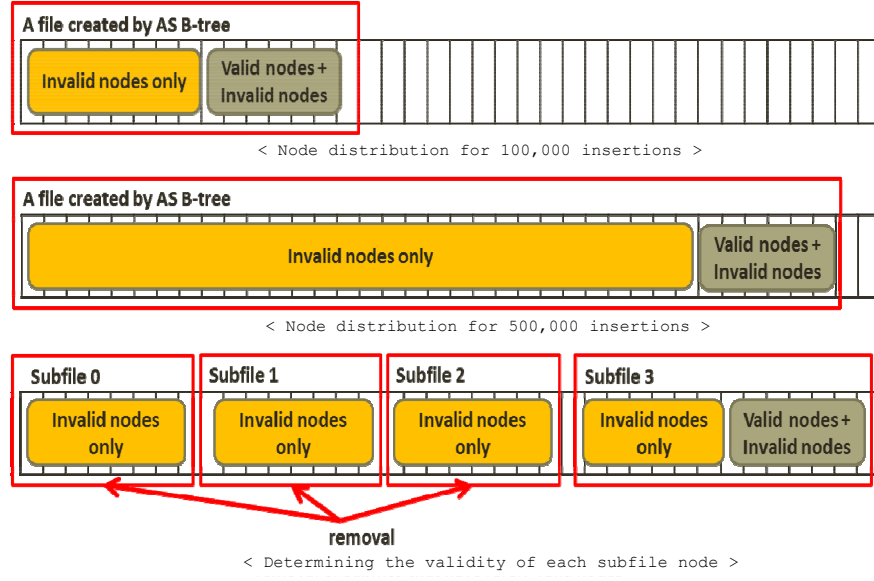 A file created by AS B-tree
Invalid nodes only
Valid nodes +
Invalid nodes
< Node distribution for 100,000 insertions >
A file created by AS B-tree
Invalid nodes only
Valid nodes +
Invalid nodes
< Node distribution for 500,000 insertions >
Subfile 0
Subfile 1
Subfile 2
Subfile 3
Invalid nodes
only
Invalid nodes
only
Invalid nodes
only
Invalid nodes
only
Valid nodes +
Invalid nodes
removal
< Determining the validity of each subfile node >